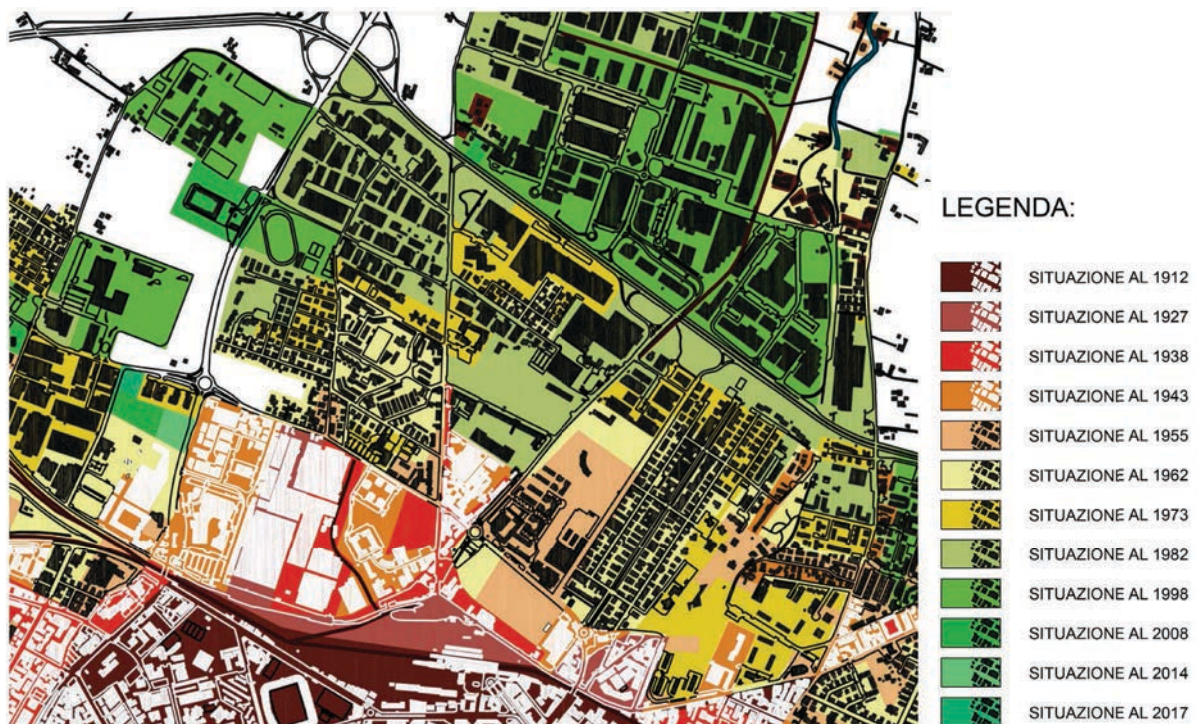 LEGENDA:
SITUAZIONE AL 1912
SITUAZIONE AL 1927
SITUAZIONE AL 1938
SITUAZIONE AL 1943
SITUAZIONE AL 1955
SITUAZIONE AL 1962
SITUAZIONE AL 1973
SITUAZIONE AL 1982
SITUAZIONE AL 1998
SITUAZIONE AL 2008
SITUAZIONE AL 2014
SITUAZIONE AL 2017